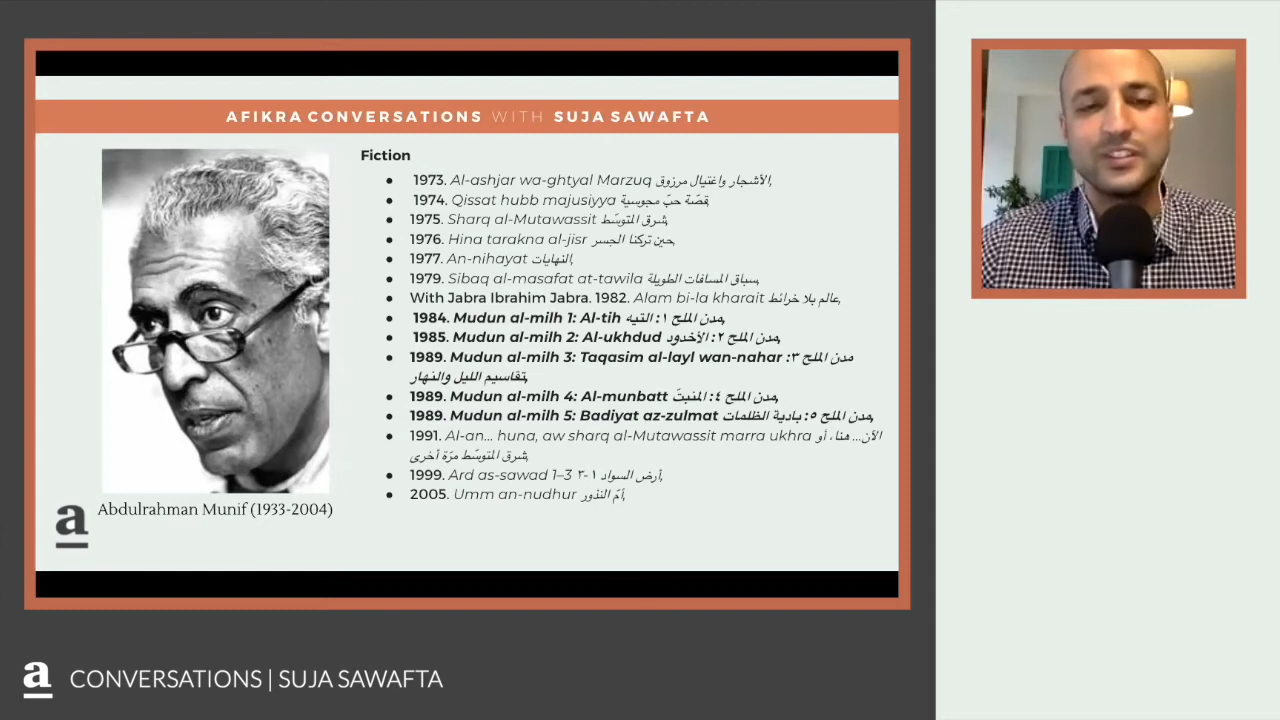 AFIKRA CONVERSATIONS WITH SUJA SAWAFTA
Fiction
● 1973. Al-ashjar wa-ghtyal Marzuq الأشجار واغتيال مرزوق,
● 1974. Qissat hubb majusiyya قصّة حبّ مجوسية,
● 1975. Sharq al-Mutawassit شرق المتوسّط,
● 1976. Hina tarakna al-jisr حين تركنا الجسر,
● 1977. An-nihayat النهايات,
● 1979. Sibaq al-masafat at-tawila سباق المسافات الطويلة,
● With Jabra Ibrahim Jabra. 1982. Alam bi-la kharait عالم بلا خرائط,
● 1984. Mudun al-milh 1: Al-tih مدن الملح ١: التيه,
● 1985. Mudun al-milh 2: Al-ukhdud مدن الملح ٢: الأخدود,
● 1989. Mudun al-milh 3: Taqasim al-layl wan-nahar مدن الملح ٣:
تقاسيم الليل والنهار,
● 1989. Mudun al-milh 4: Al-munbatt مدن الملح ٤: المنبتّ,
● 1989. Mudun al-milh 5: Badiyat az-zulmat مدن الملح ٥: بادية الظلمات,
● 1991. Al-an... huna, aw sharq al-Mutawassit marra ukhra الآن... هنا، أو
شرق المتوسّط مرّة أخرى,
● 1999. Ard as-sawad 1–3 أرض السواد ١-٣,
● 2005. Umm an-nudhur أمّ النذور,
Abdulrahman Munif (1933-2004)
a
a CONVERSATIONS | SUJA SAWAFTA